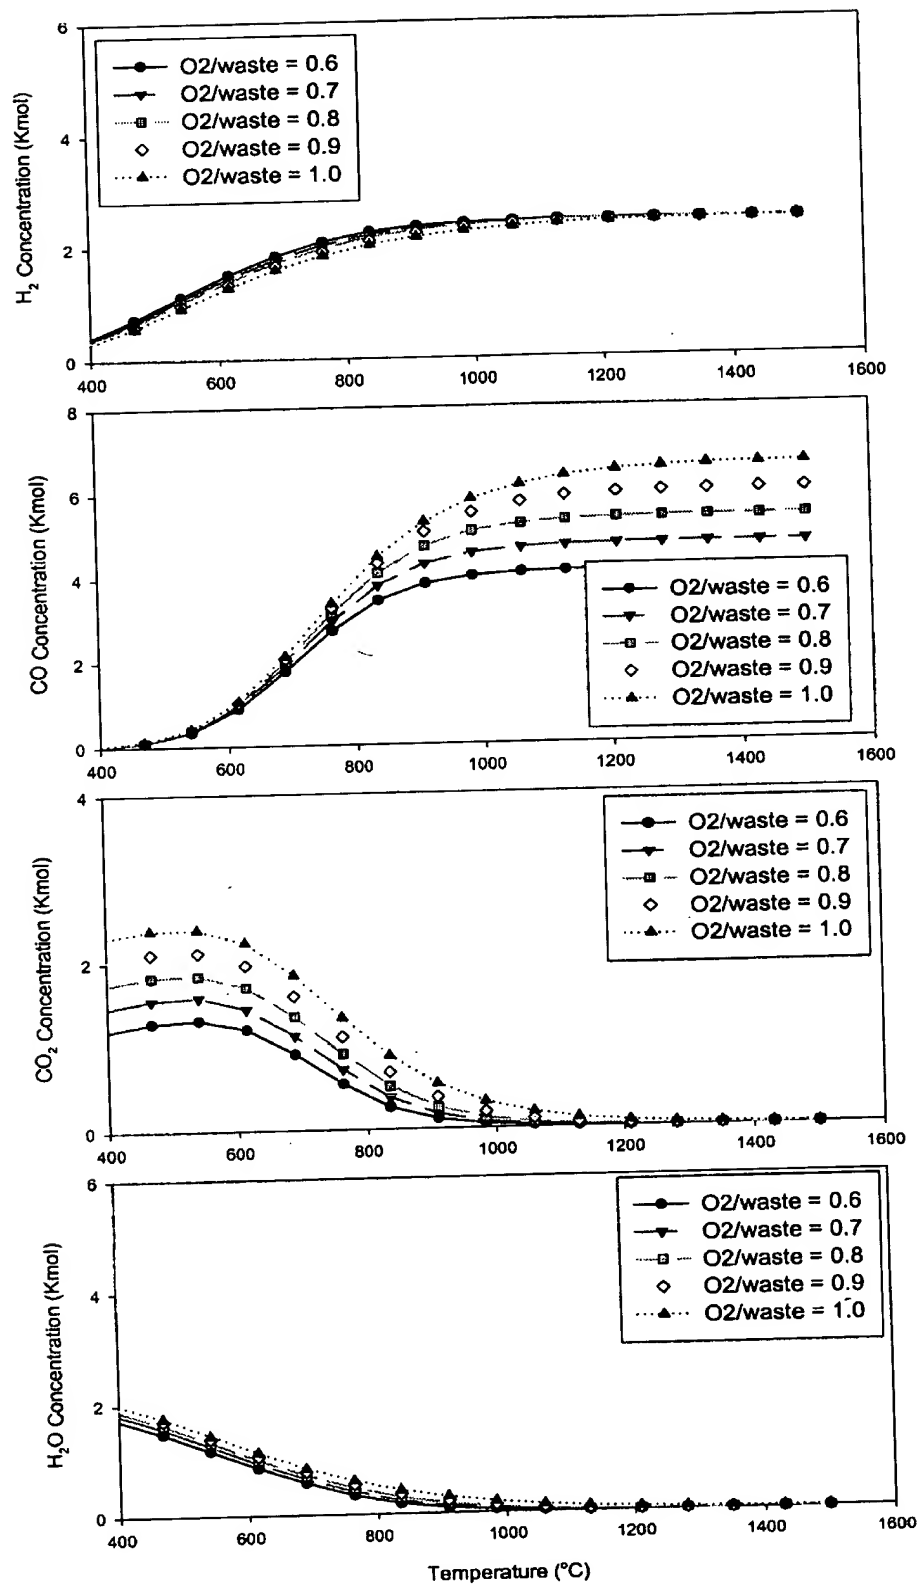 6
4
2
0
H2 Concentration (Kmol)
O2/waste = 0.6
O2/waste = 0.7
O2/waste = 0.8
O2/waste = 0.9
O2/waste = 1.0
400 600 800 1000 1200 1400 1600
8
6
4
2
0
CO Concentration (Kmol)
O2/waste = 0.6
O2/waste = 0.7
O2/waste = 0.8
O2/waste = 0.9
O2/waste = 1.0
400 600 800 1000 1200 1400 1600
4
2
0
CO2 Concentration (Kmol)
O2/waste = 0.6
O2/waste = 0.7
O2/waste = 0.8
O2/waste = 0.9
O2/waste = 1.0
400 600 800 1000 1200 1400 1600
6
4
2
0
H2O Concentration (Kmol)
O2/waste = 0.6
O2/waste = 0.7
O2/waste = 0.8
O2/waste = 0.9
O2/waste = 1.0
400 600 800 1000 1200 1400 1600
Temperature (°C)